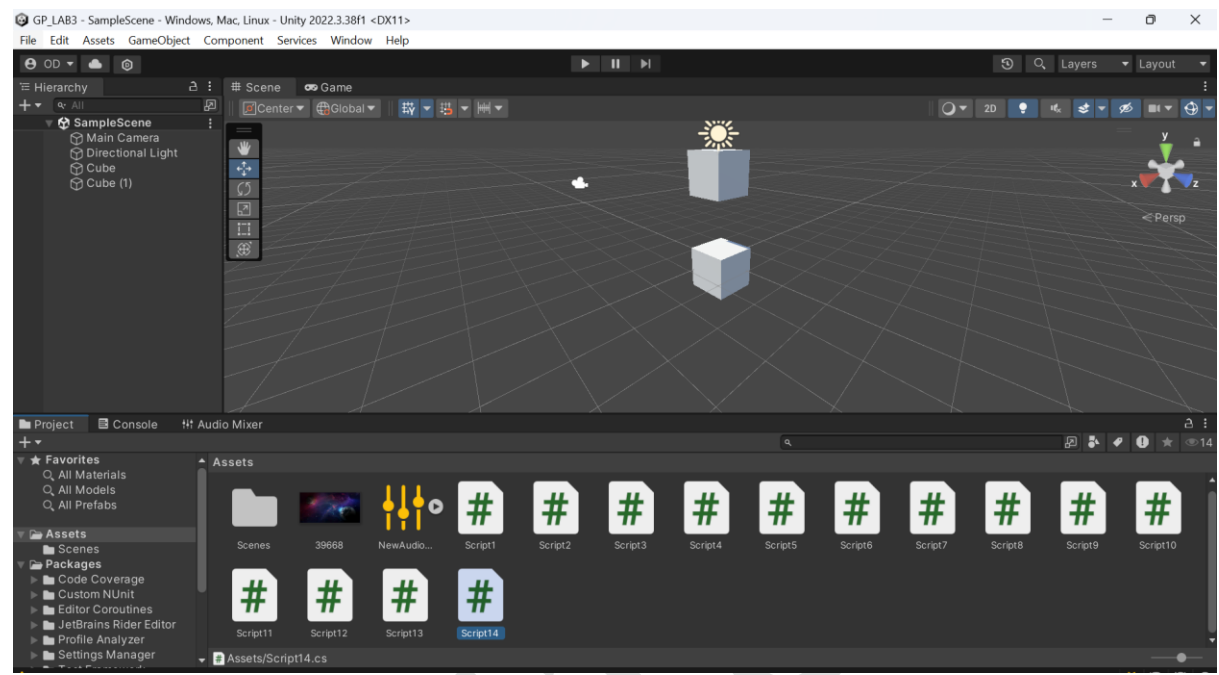 GP_LAB3 - SampleScene - Windows, Mac, Linux - Unity 2022.3.38f1 <DX11>
File Edit Assets GameObject Component Services Window Help
OD Layers Layout
Hierarchy
# Scene Game
All
Center Global 2D
SampleScene
Main Camera
Directional Light
Cube
Cube (1)
y
x z
Persp
Project Console Audio Mixer
14
Favorites
All Materials
All Models
All Prefabs
Assets
Scenes
Packages
Code Coverage
Custom NUnit
Editor Coroutines
JetBrains Rider Editor
Profile Analyzer
Settings Manager
Assets
Scenes 39668 NewAudio... Script1 Script2 Script3 Script4 Script5 Script6 Script7 Script8 Script9 Script10
Script11 Script12 Script13 Script14
Assets/Script14.cs